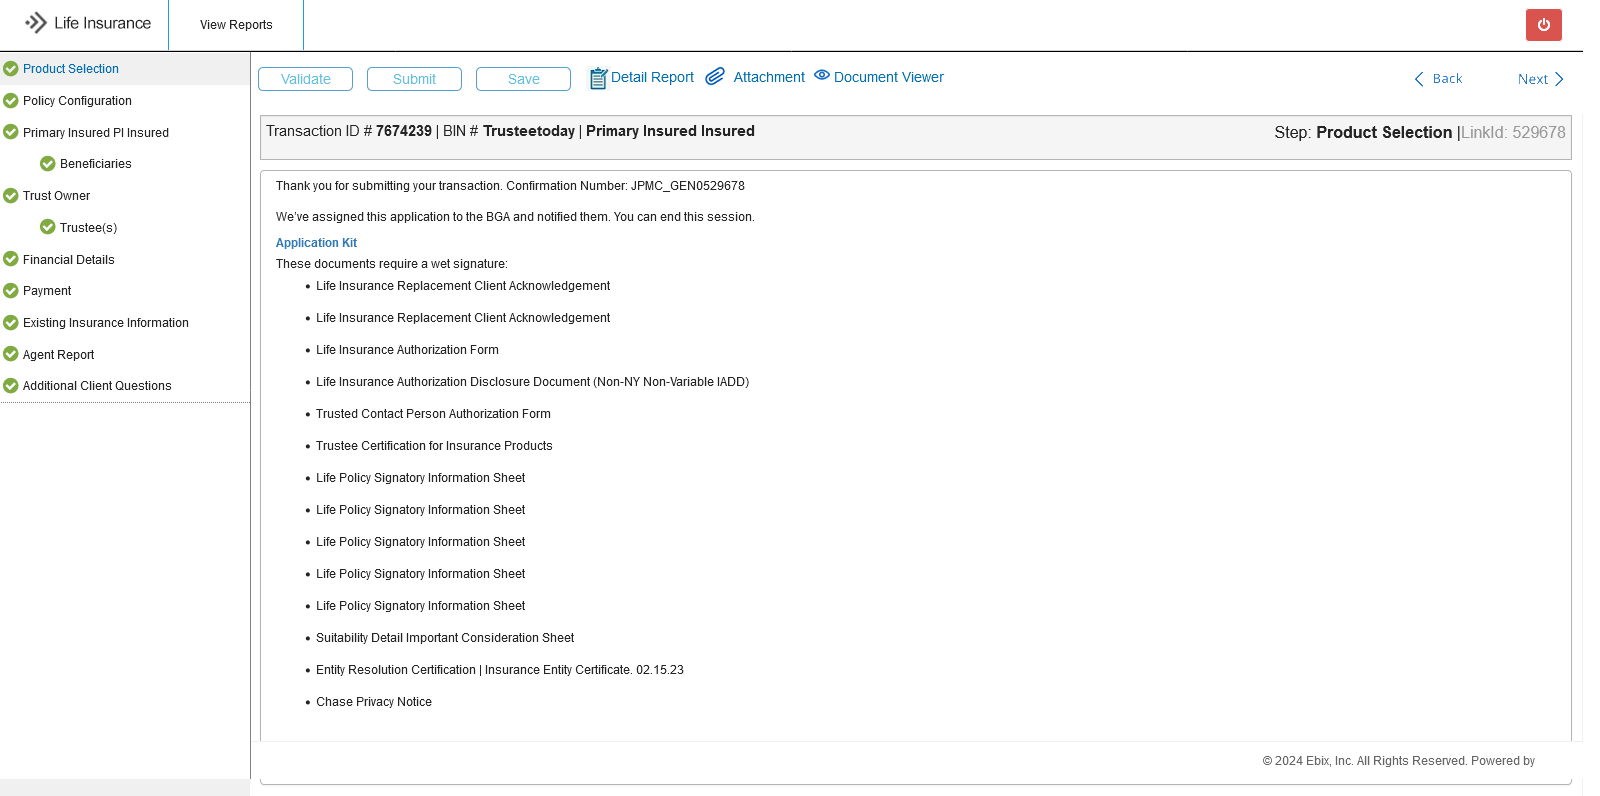 Life Insurance
View Reports
Product Selection
Policy Configuration
Primary Insured PI Insured
Beneficiaries
Trust Owner
Trustee(s)
Financial Details
Payment
Existing Insurance Information
Agent Report
Additional Client Questions
Validate Submit Save Detail Report Attachment Document Viewer Back Next
Transaction ID # 7674239 | BIN # Trusteetoday | Primary Insured Insured
Step: Product Selection |LinkId: 529678
Thank you for submitting your transaction. Confirmation Number: JPMC_GEN0529678
We've assigned this application to the BGA and notified them. You can end this session.
Application Kit
These documents require a wet signature:
• Life Insurance Replacement Client Acknowledgement
• Life Insurance Replacement Client Acknowledgement
• Life Insurance Authorization Form
• Life Insurance Authorization Disclosure Document (Non-NY Non-Variable IADD)
• Trusted Contact Person Authorization Form
• Trustee Certification for Insurance Products
• Life Policy Signatory Information Sheet
• Life Policy Signatory Information Sheet
• Life Policy Signatory Information Sheet
• Life Policy Signatory Information Sheet
• Life Policy Signatory Information Sheet
• Suitability Detail Important Consideration Sheet
• Entity Resolution Certification | Insurance Entity Certificate. 02.15.23
• Chase Privacy Notice
© 2024 Ebix, Inc. All Rights Reserved. Powered by